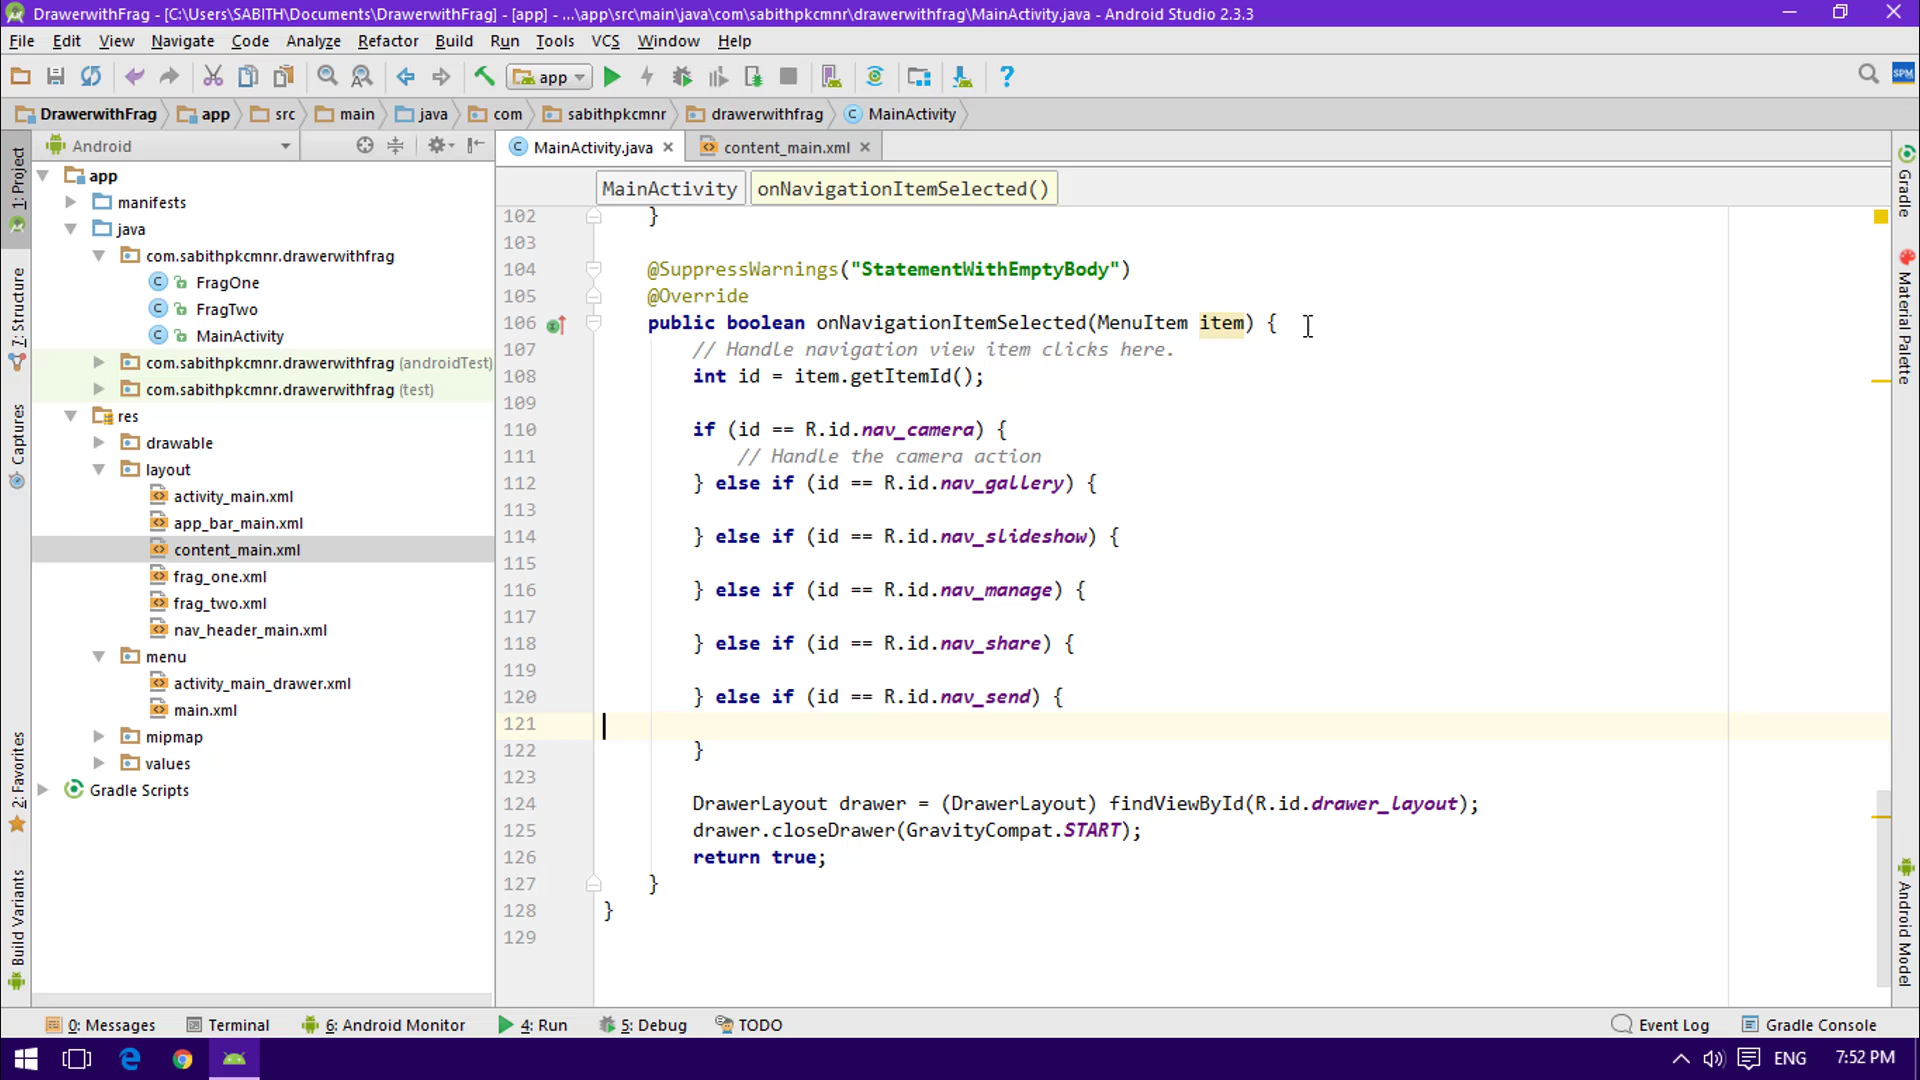 DrawerwithFrag - [C:\Users\SABITH\Documents\DrawerwithFrag] - [app] - ...\app\src\main\java\com\sabithpkcmnr\drawerwithfrag\MainActivity.java - Android Studio 2.3.3
File Edit View Navigate Code Analyze Refactor Build Run Tools VCS Window Help
app
SPM
DrawerwithFrag app src main java com sabithpkcmnr drawerwithfrag MainActivity
Android
MainActivity.java content_main.xml
MainActivity onNavigationItemSelected()
1: Project
7: Structure
Captures
2: Favorites
Build Variants
app
manifests
java
com.sabithpkcmnr.drawerwithfrag
FragOne
FragTwo
MainActivity
com.sabithpkcmnr.drawerwithfrag (androidTest)
com.sabithpkcmnr.drawerwithfrag (test)
res
drawable
layout
activity_main.xml
app_bar_main.xml
content_main.xml
frag_one.xml
frag_two.xml
nav_header_main.xml
menu
activity_main_drawer.xml
main.xml
mipmap
values
Gradle Scripts
102 }
103
104 @SuppressWarnings("StatementWithEmptyBody")
105 @Override
106 public boolean onNavigationItemSelected(MenuItem item) {
107 // Handle navigation view item clicks here.
108 int id = item.getItemId();
109
110 if (id == R.id.nav_camera) {
111 // Handle the camera action
112 } else if (id == R.id.nav_gallery) {
113
114 } else if (id == R.id.nav_slideshow) {
115
116 } else if (id == R.id.nav_manage) {
117
118 } else if (id == R.id.nav_share) {
119
120 } else if (id == R.id.nav_send) {
121
122 }
123
124 DrawerLayout drawer = (DrawerLayout) findViewById(R.id.drawer_layout);
125 drawer.closeDrawer(GravityCompat.START);
126 return true;
127 }
128 }
129
Gradle
Material Palette
Android Model
0: Messages Terminal 6: Android Monitor 4: Run 5: Debug TODO Event Log Gradle Console
ENG 7:52 PM